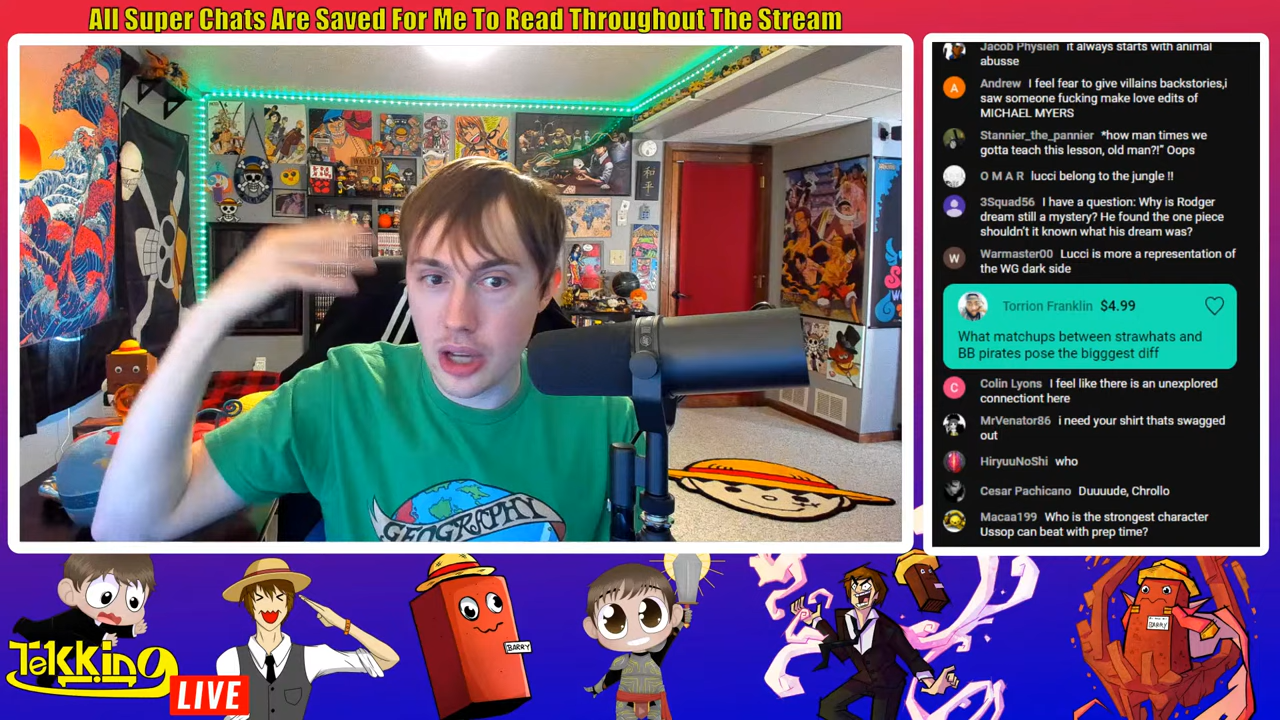 All Super Chats Are Saved For Me To Read Throughout The Stream
WANTED
GEOGRAPHY
Jacob Physien it always starts with animal
abusse
A
Andrew I feel fear to give villains backstories,i
saw someone fucking make love edits of
MICHAEL MYERS
Stannier_the_pannier *how man times we
gotta teach this lesson, old man?!" Oops
O M A R lucci belong to the jungle !!
3Squad56 I have a question: Why is Rodger
dream still a mystery? He found the one piece
shouldn't it known what his dream was?
W
Warmaster00 Lucci is more a representation of
the WG dark side
Torrion Franklin $4.99
What matchups between strawhats and
BB pirates pose the bigggest diff
C
Colin Lyons I feel like there is an unexplored
connectiont here
MrVenator86 i need your shirt thats swagged
out
HiryuuNoShi who
Cesar Pachicano Duuuude, Chrollo
Macaa199 Who is the strongest character
Ussop can beat with prep time?
TeKKinG
LIVE
BARRY
BARRY